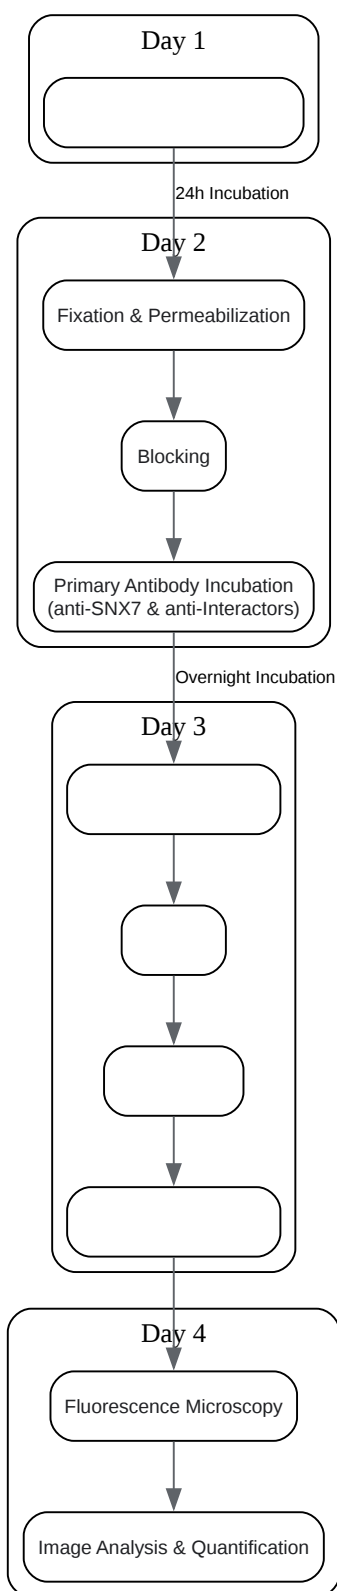 Day 1
24h Incubation
Day 2
Fixation & Permeabilization
Blocking
Primary Antibody Incubation
(anti-SNX7 & anti-Interactors)
Overnight Incubation
Day 3
Day 4
Fluorescence Microscopy
Image Analysis & Quantification